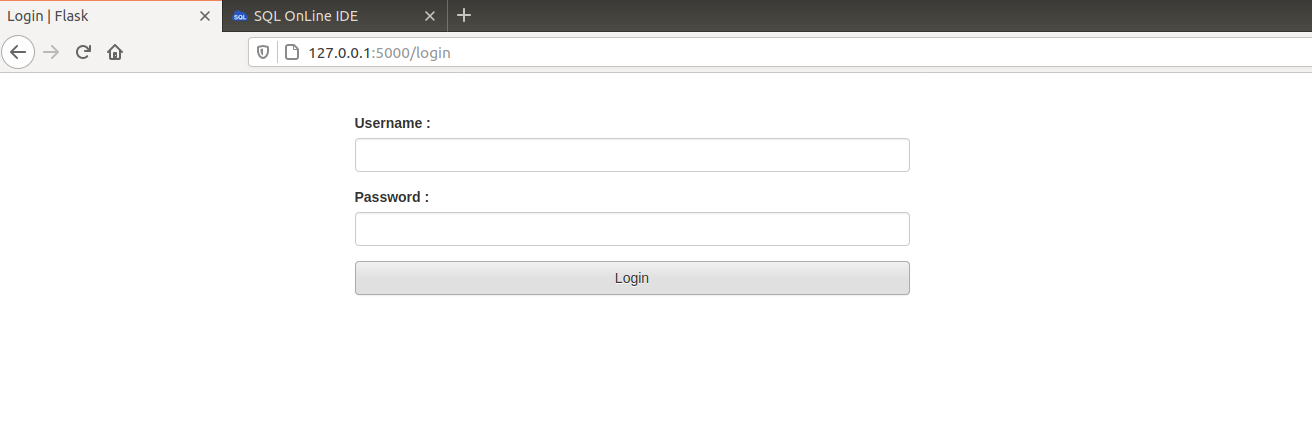 Login | Flask
SQL OnLine IDE
127.0.0.1:5000/login
Username :
Password :
Login